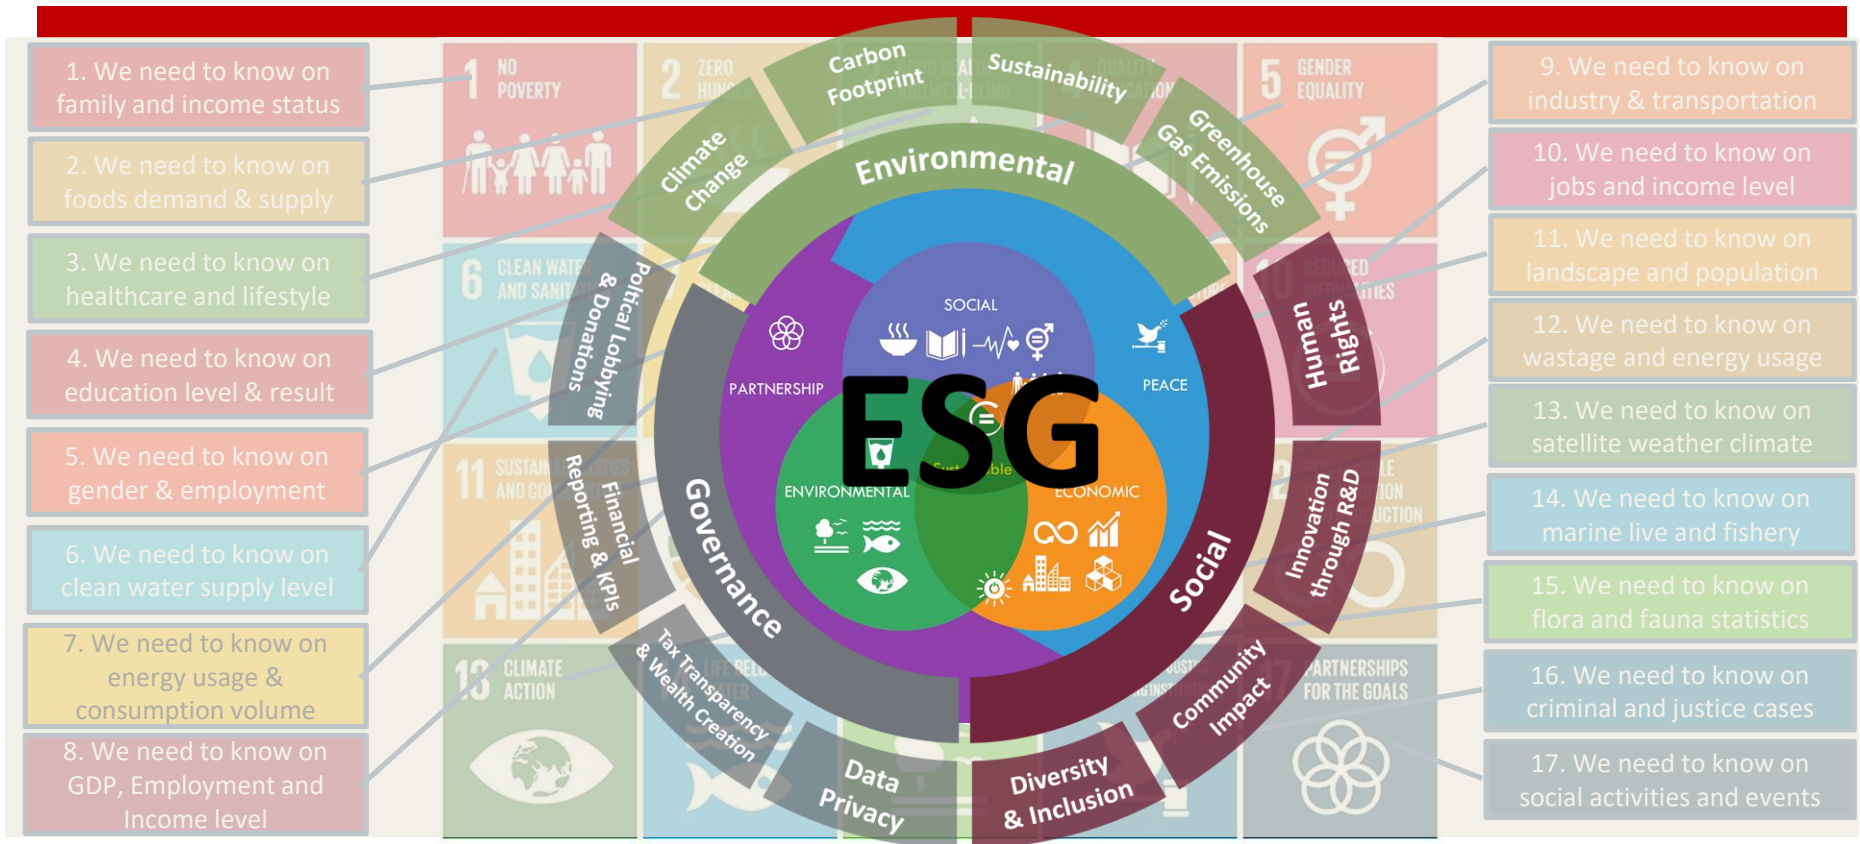 1. We need to know on
family and income status
2. We need to know on
foods demand & supply
3. We need to know on
healthcare and lifestyle
4. We need to know on
education level & result
5. We need to know on
gender & employment
6. We need to know on
clean water supply level
7. We need to know on
energy usage &
consumption volume
8. We need to know on
GDP, Employment and
Income level
1 NO
POVERTY
2 ZERO
HUNGER
5 GENDER
EQUALITY
6 CLEAN WATER
AND SANITATION
10 REDUCED
INEQUALITIES
11 SUSTAINABLE CITIES
AND
13 CLIMATE
ACTION
LIFE BELOW
WATER
17 PARTNERSHIPS
FOR THE GOALS
Climate
Change
Carbon
Footprint
Sustainability
Greenhouse
Gas Emissions
Environmental
Political Lobbying
& Donations
Financial
Reporting & KPIs
Tax Transparency
& Wealth Creation
Data
Privacy
Governance
Human
Rights
Innovation
through R&D
Community
Impact
Diversity
& Inclusion
Social
SOCIAL
PARTNERSHIP
PEACE
ESG
ENVIRONMENTAL
ECONOMIC
9. We need to know on
industry & transportation
10. We need to know on
jobs and income level
11. We need to know on
landscape and population
12. We need to know on
wastage and energy usage
13. We need to know on
satellite weather climate
14. We need to know on
marine live and fishery
15. We need to know on
flora and fauna statistics
16. We need to know on
criminal and justice cases
17. We need to know on
social activities and events